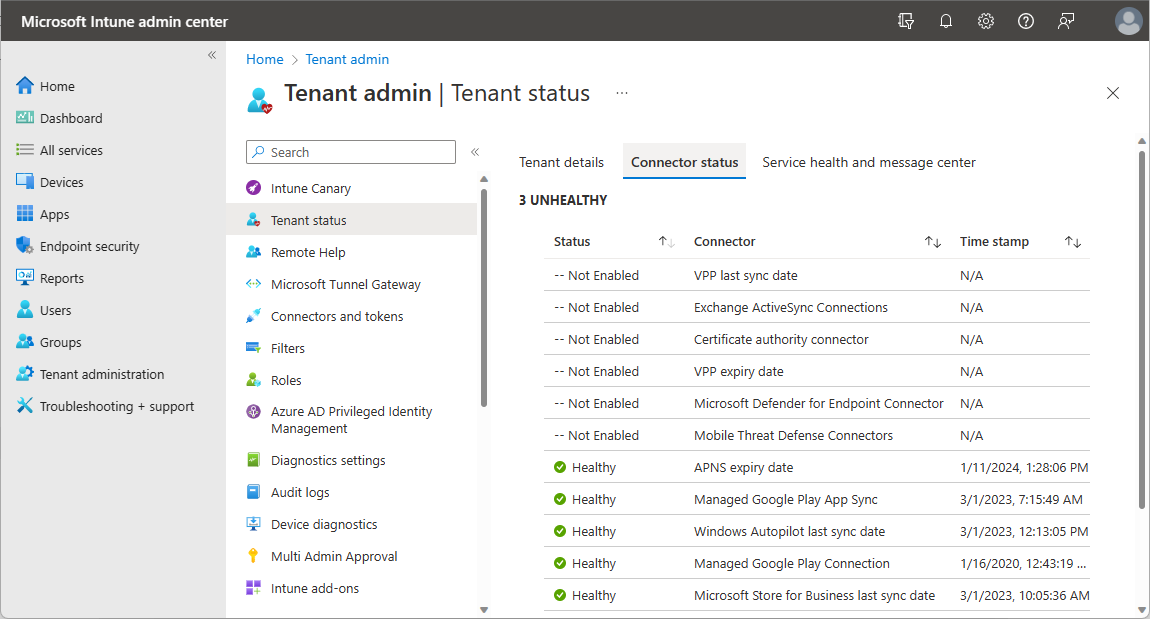 Microsoft Intune admin center
Home
Dashboard
All services
Devices
Apps
Endpoint security
Reports
Users
Groups
Tenant administration
Troubleshooting + support
Home > Tenant admin
Tenant admin | Tenant status ...
Search
Intune Canary
Tenant status
Remote Help
Microsoft Tunnel Gateway
Connectors and tokens
Filters
Roles
Azure AD Privileged Identity
Management
Diagnostics settings
Audit logs
Device diagnostics
Multi Admin Approval
Intune add-ons
Tenant details Connector status Service health and message center
3 UNHEALTHY
Status Connector Time stamp
-- Not Enabled VPP last sync date N/A
-- Not Enabled Exchange ActiveSync Connections N/A
-- Not Enabled Certificate authority connector N/A
-- Not Enabled VPP expiry date N/A
-- Not Enabled Microsoft Defender for Endpoint Connector N/A
-- Not Enabled Mobile Threat Defense Connectors N/A
Healthy APNS expiry date 1/11/2024, 1:28:06 PM
Healthy Managed Google Play App Sync 3/1/2023, 7:15:49 AM
Healthy Windows Autopilot last sync date 3/1/2023, 12:13:05 PM
Healthy Managed Google Play Connection 1/16/2020, 12:43:19 ...
Healthy Microsoft Store for Business last sync date 3/1/2023, 10:05:36 AM